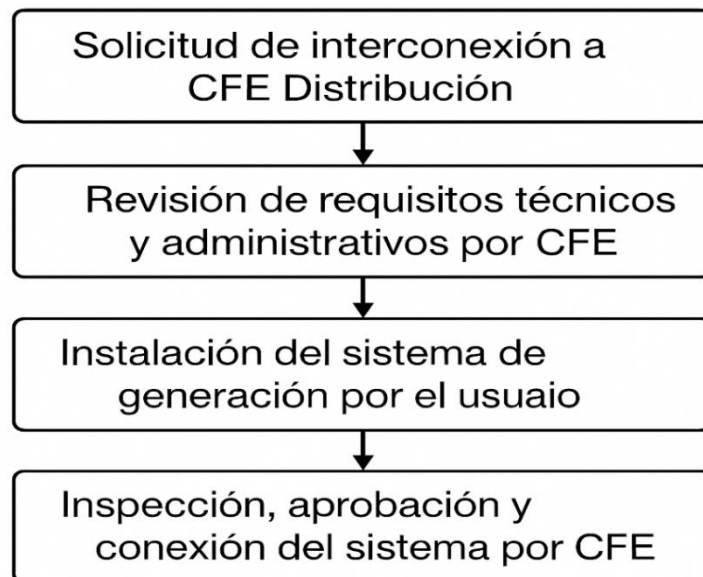 Solicitud de interconexión a
CFE Distribución
Revisión de requisitos técnicos
y administrativos por CFE
Instalación del sistema de
generación por el usuaio
Inspección, aprobación y
conexión del sistema por CFE